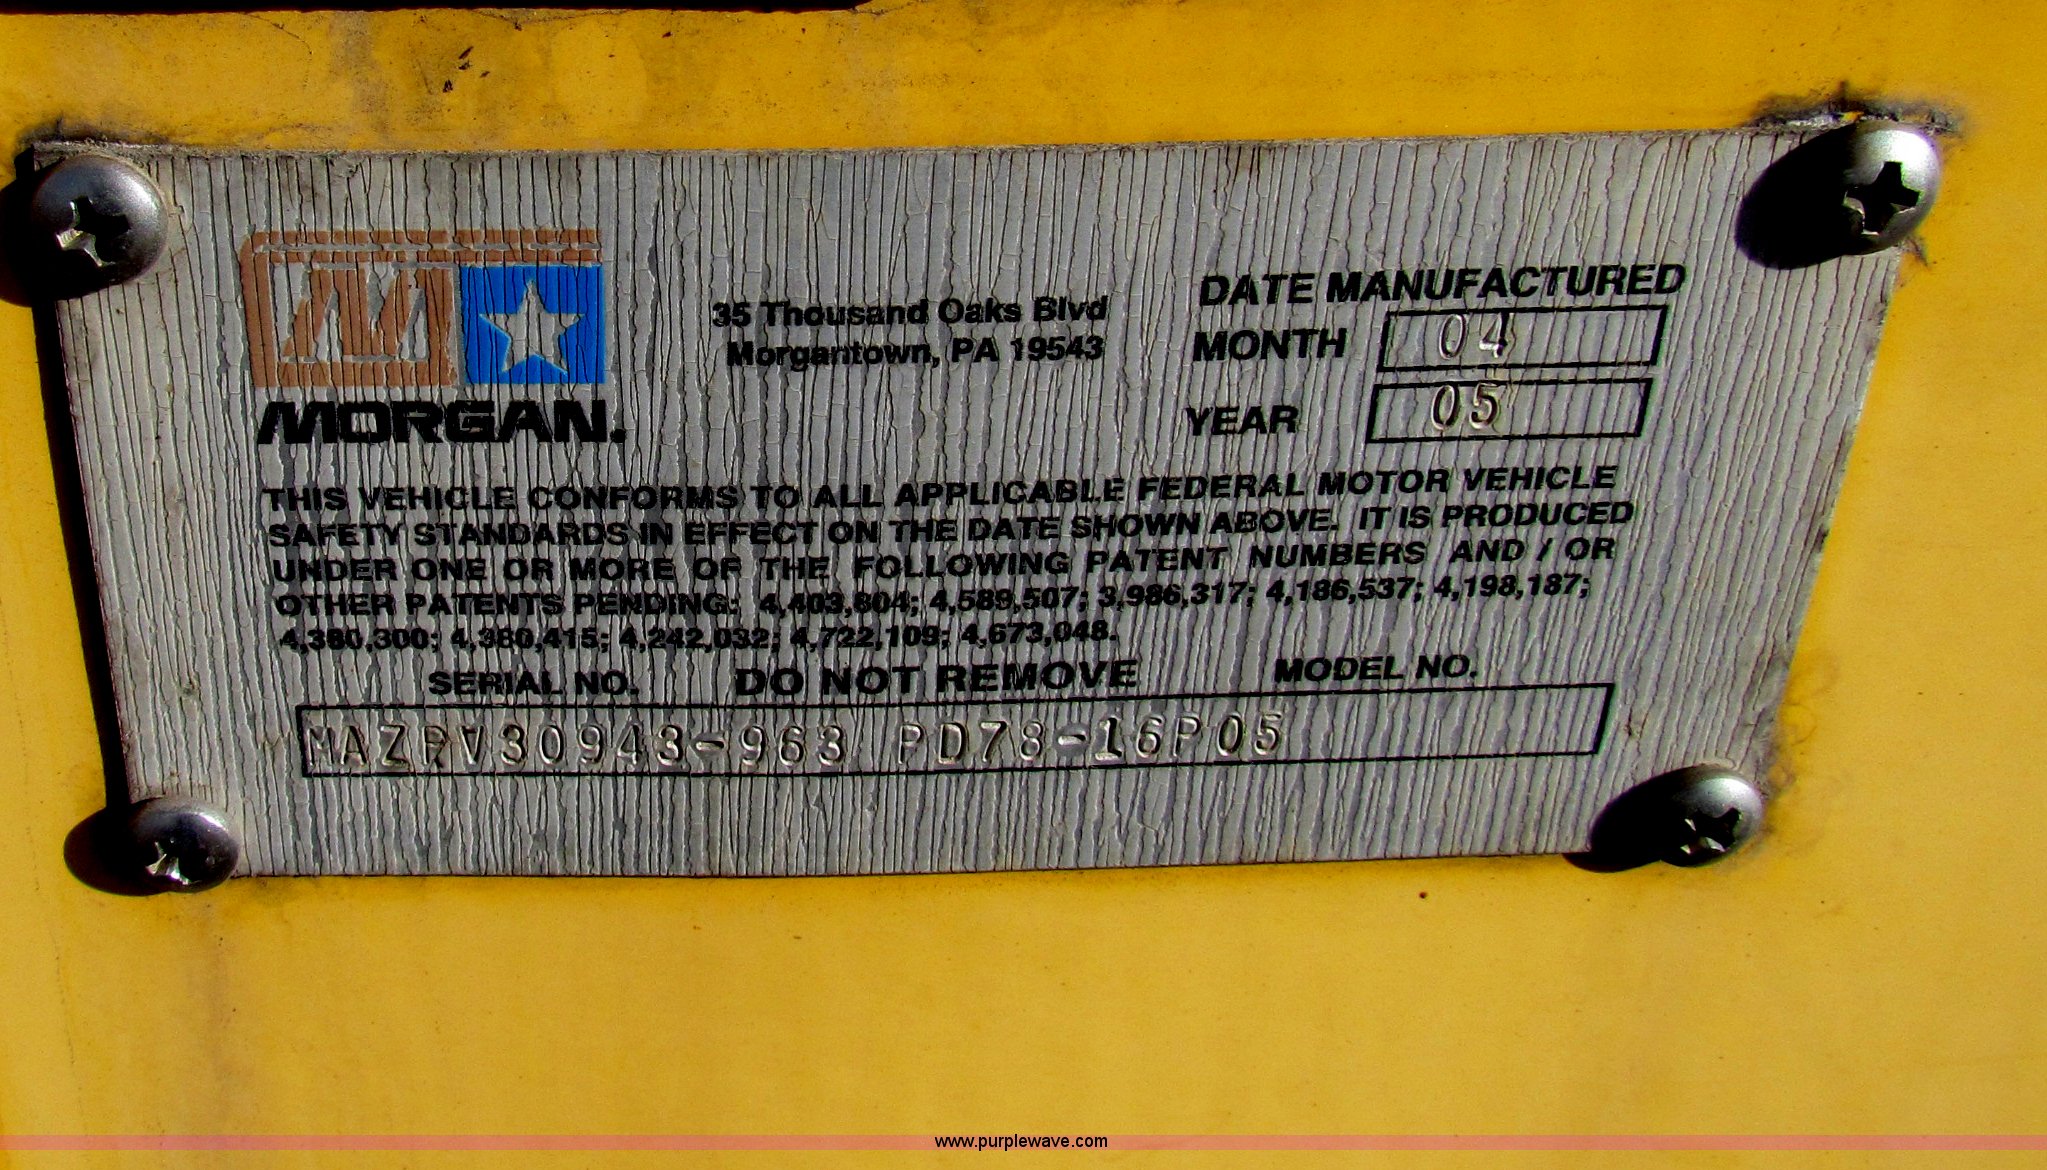 MORGAN.
35 Thousand Oaks Blvd
Morgantown, PA 19543
DATE MANUFACTURED
MONTH 04
YEAR 05
THIS VEHICLE CONFORMS TO ALL APPLICABLE FEDERAL MOTOR VEHICLE
SAFETY STANDARDS IN EFFECT ON THE DATE SHOWN ABOVE. IT IS PRODUCED
UNDER ONE OR MORE OF THE FOLLOWING PATENT NUMBERS AND / OR
OTHER PATENTS PENDING: 4,403,804; 4,589,507; 3,986,317; 4,186,537; 4,198,187;
4,380,300; 4,380,415; 4,242,032; 4,722,109; 4,673,048.
SERIAL NO. DO NOT REMOVE MODEL NO.
MAZRV30943-963 PD78-16P05
www.purplewave.com